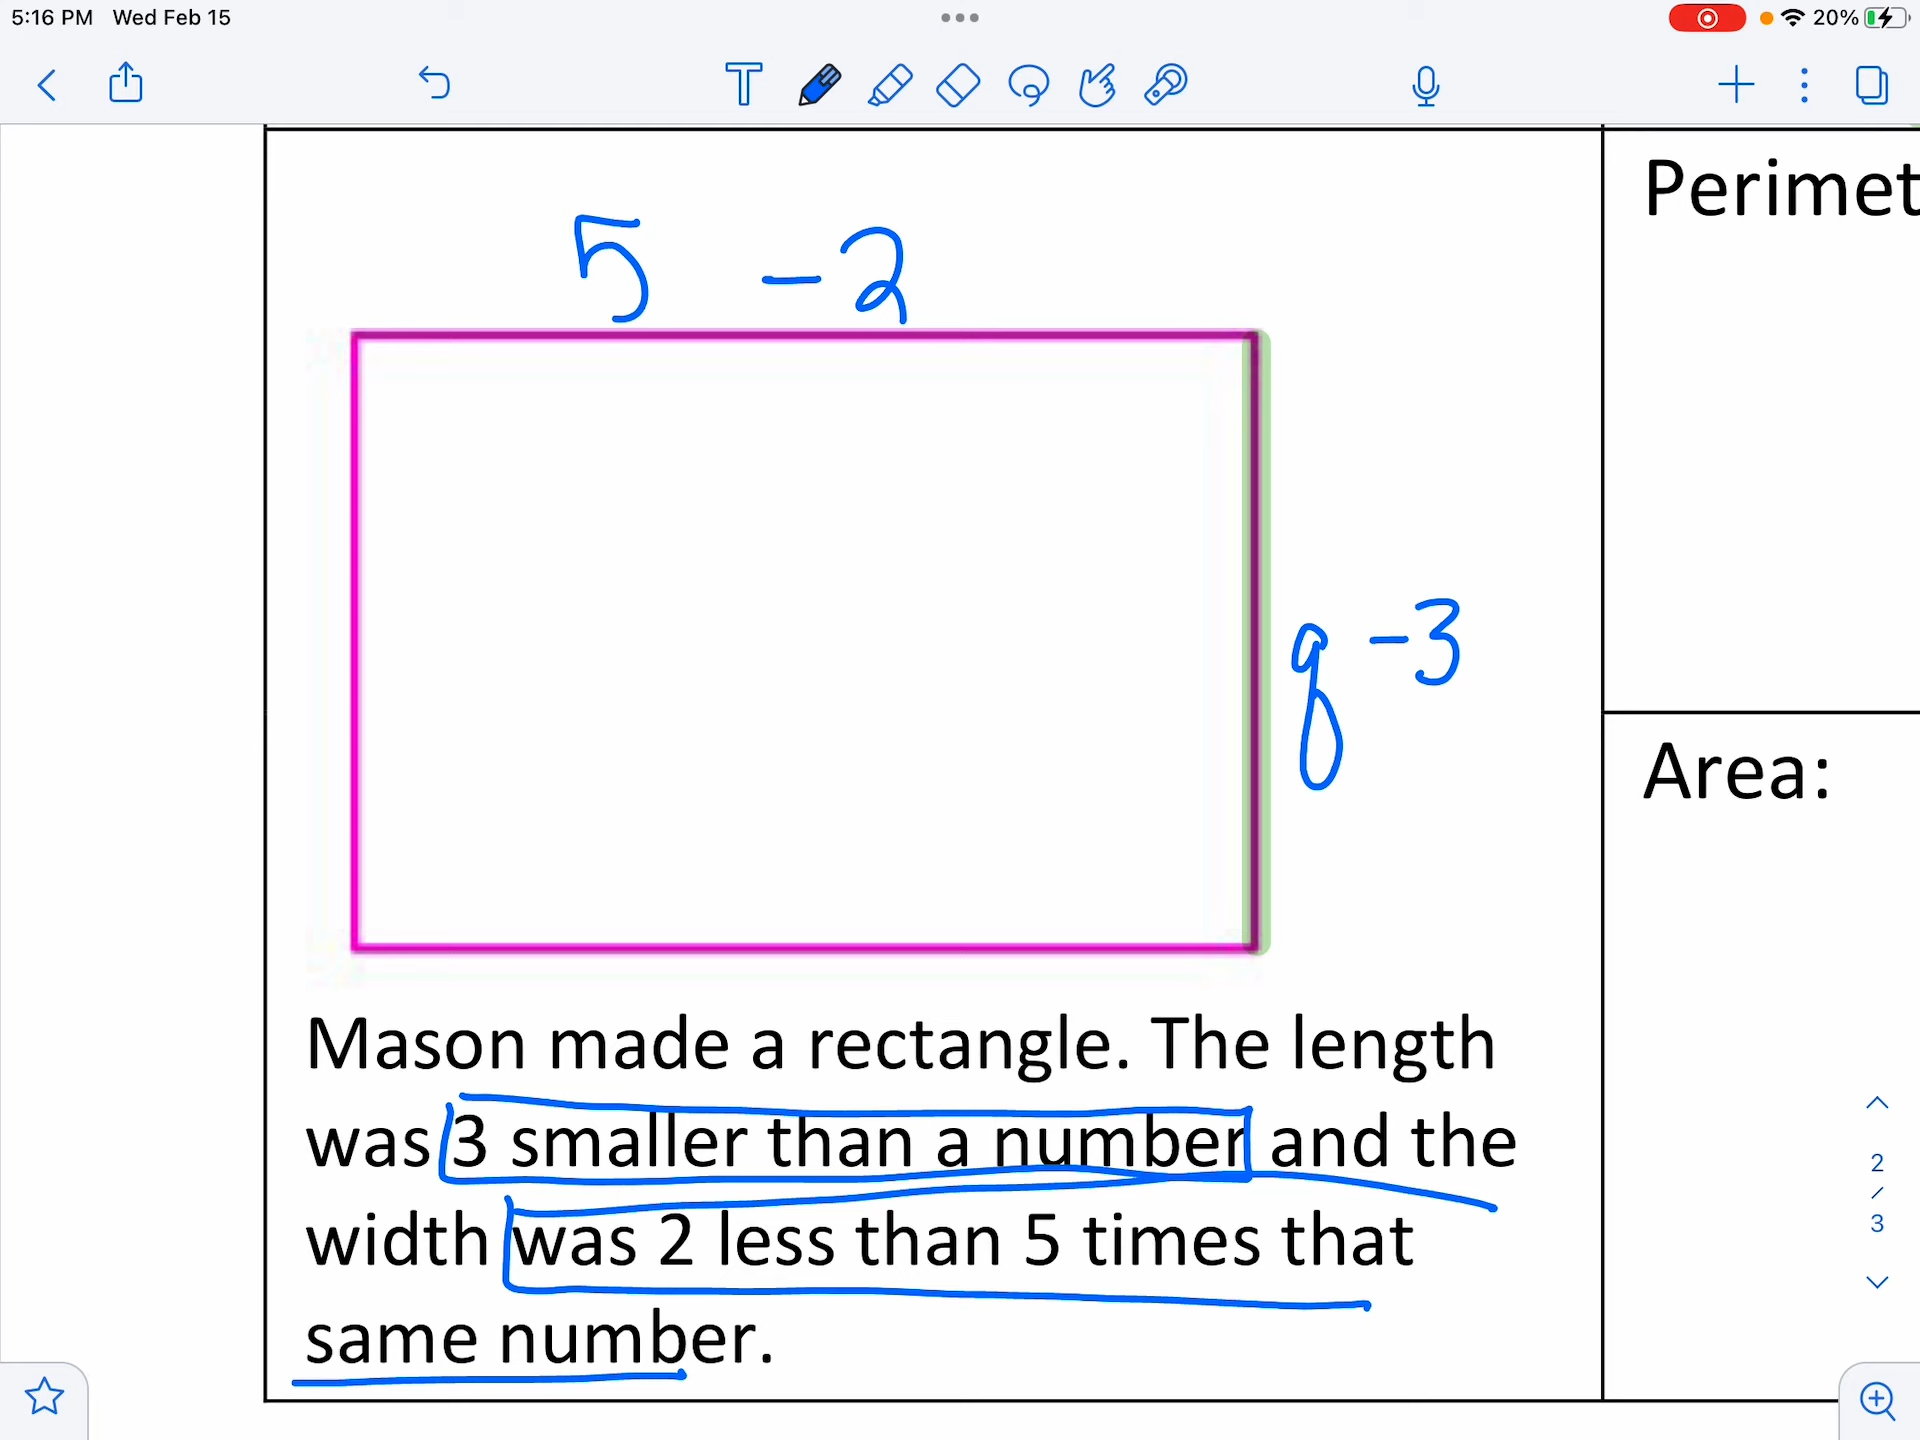 5:16 PM Wed Feb 15
20%
T
Perimet
5 -2
g -3
Area:
Mason made a rectangle. The length
was 3 smaller than a number and the
width was 2 less than 5 times that
same number.
2
/
3